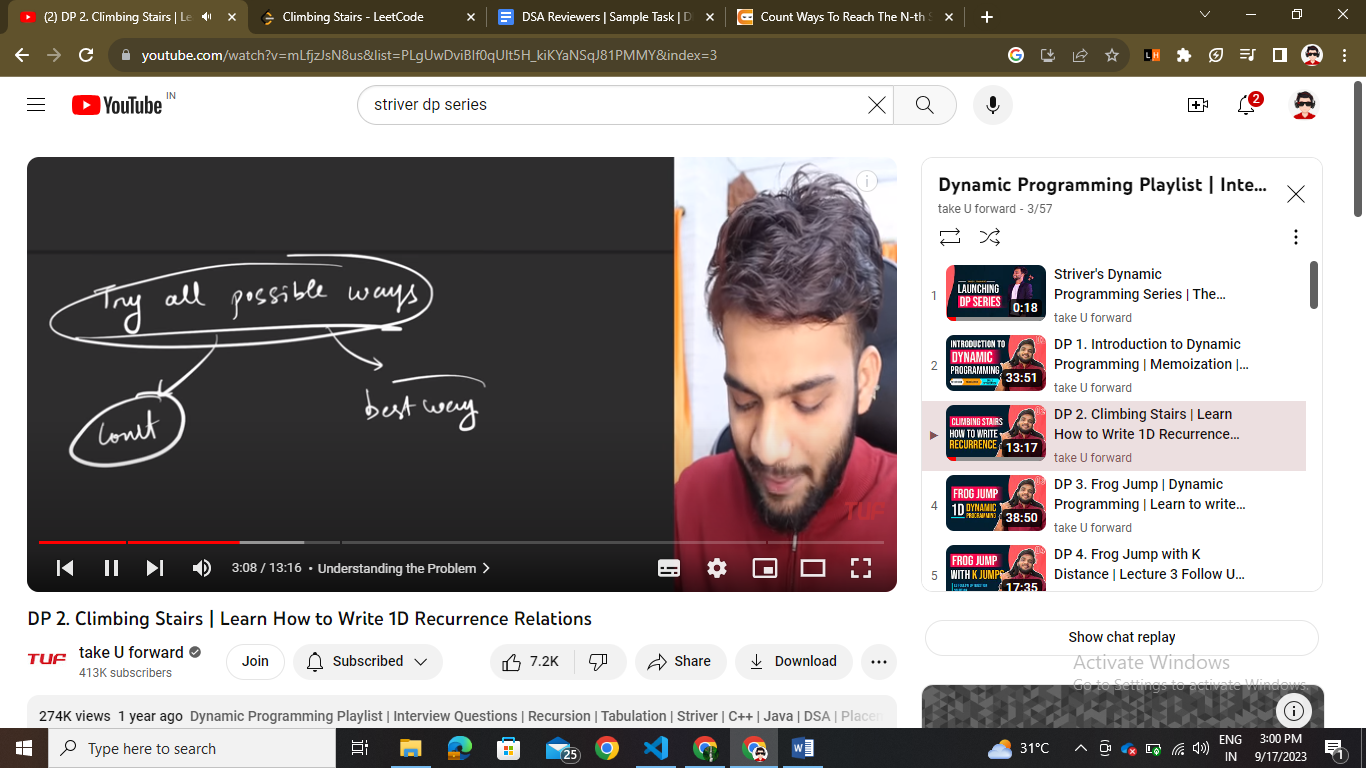 (2) DP 2. Climbing Stairs | Le
Climbing Stairs - LeetCode
DSA Reviewers | Sample Task | D
Count Ways To Reach The N-th S
youtube.com/watch?v=mLfjzJsN8us&list=PLgUwDviBIf0qUlt5H_kiKYaNSqJ81PMMY&index=3
YouTube IN
striver dp series
2
Try all possible ways
Count
best way
TUF
3:08 / 13:16 • Understanding the Problem
DP 2. Climbing Stairs | Learn How to Write 1D Recurrence Relations
TUF
take U forward
413K subscribers
Join
Subscribed
7.2K
Share
Download
274K views 1 year ago Dynamic Programming Playlist | Interview Questions | Recursion | Tabulation | Striver | C++ | Java | DSA | Placem
Dynamic Programming Playlist | Inte...
take U forward - 3/57
1
LAUNCHING
DP SERIES
0:18
Striver's Dynamic
Programming Series | The...
take U forward
2
INTRODUCTION TO
DYNAMIC
PROGRAMMING
33:51
DP 1. Introduction to Dynamic
Programming | Memoization |...
take U forward
CLIMBING STAIRS
HOW TO WRITE
RECURRENCE
13:17
DP 2. Climbing Stairs | Learn
How to Write 1D Recurrence...
take U forward
4
FROG JUMP
1D DYNAMIC
PROGRAMMING
38:50
DP 3. Frog Jump | Dynamic
Programming | Learn to write...
take U forward
5
FROG JUMP
WITH K JUMPS
17:35
DP 4. Frog Jump with K
Distance | Lecture 3 Follow U...
Show chat replay
Activate Windows
Go to Settings to activate Windows.
Type here to search
25
31°C
ENG
IN
3:00 PM
9/17/2023
1